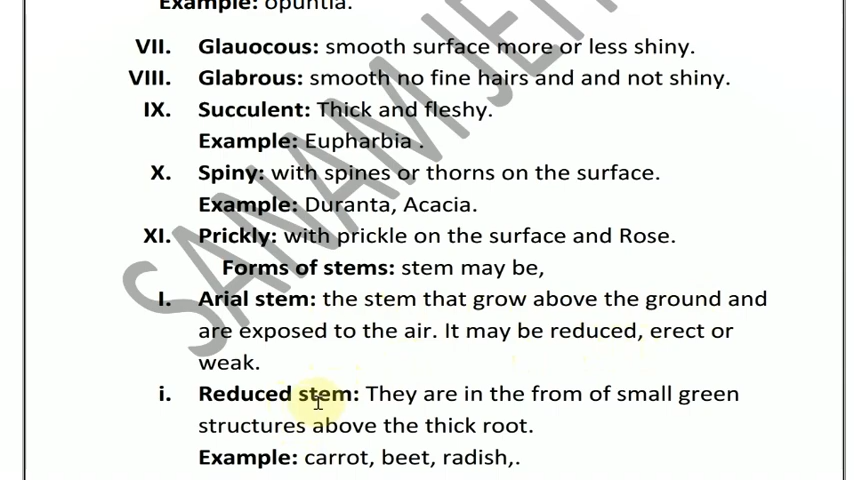 Example: opuntia.
VII. Glauocous: smooth surface more or less shiny.
VIII. Glabrous: smooth no fine hairs and and not shiny.
IX. Succulent: Thick and fleshy.
Example: Eupharbia .
X. Spiny: with spines or thorns on the surface.
Example: Duranta, Acacia.
XI. Prickly: with prickle on the surface and Rose.
Forms of stems: stem may be,
I. Arial stem: the stem that grow above the ground and
are exposed to the air. It may be reduced, erect or
weak.
i. Reduced stem: They are in the from of small green
structures above the thick root.
Example: carrot, beet, radish,.
SANAM JE